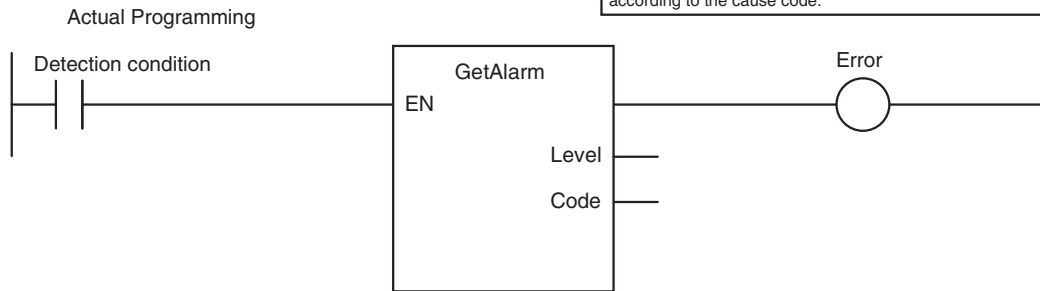 according to the cause code.
Actual Programming
Detection condition
GetAlarm
Error
EN
Level
Code